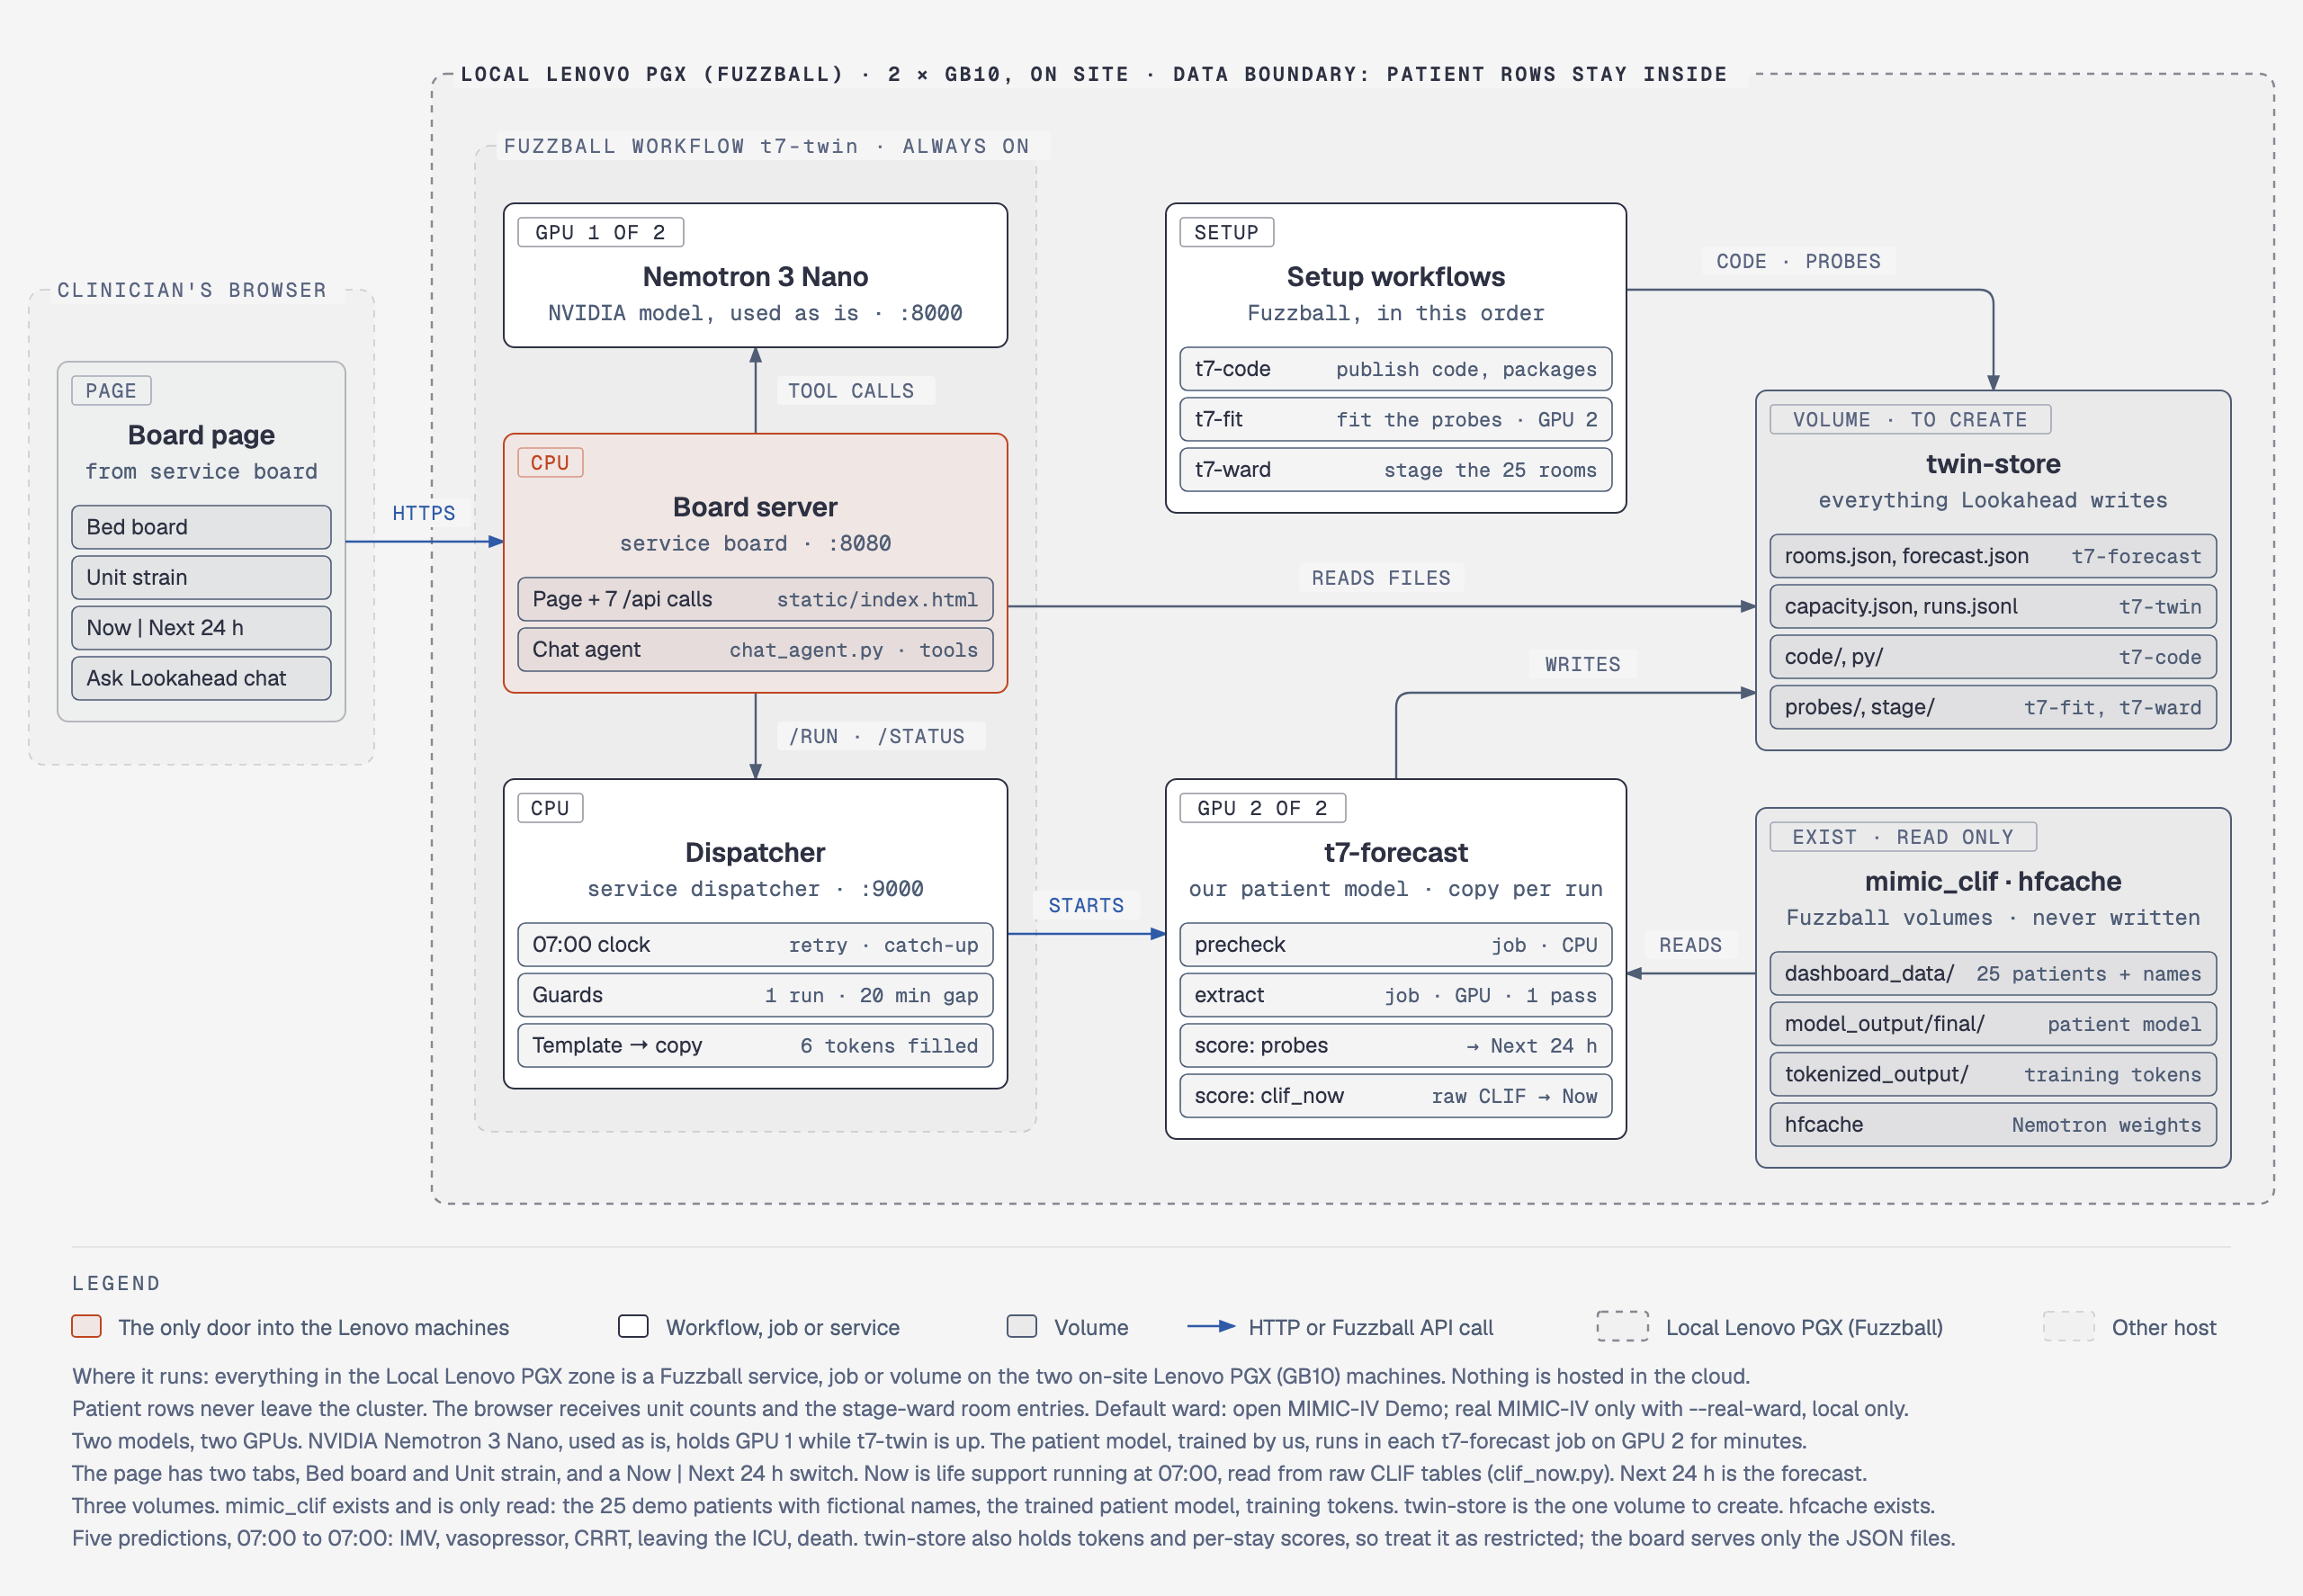 LOCAL LENOVO PGX (FUZZBALL) · 2 × GB10, ON SITE · DATA BOUNDARY: PATIENT ROWS STAY INSIDE
FUZZBALL WORKFLOW t7-twin · ALWAYS ON
CLINICIAN'S BROWSER
PAGE
Board page
from service board
Bed board
Unit strain
Now | Next 24 h
Ask Lookahead chat
HTTPS
GPU 1 OF 2
Nemotron 3 Nano
NVIDIA model, used as is · :8000
TOOL CALLS
CPU
Board server
service board · :8080
Page + 7 /api calls static/index.html
Chat agent chat_agent.py · tools
/RUN · /STATUS
CPU
Dispatcher
service dispatcher · :9000
07:00 clock retry · catch-up
Guards 1 run · 20 min gap
Template → copy 6 tokens filled
STARTS
SETUP
Setup workflows
Fuzzball, in this order
t7-code publish code, packages
t7-fit fit the probes · GPU 2
t7-ward stage the 25 rooms
CODE · PROBES
READS FILES
WRITES
GPU 2 OF 2
t7-forecast
our patient model · copy per run
precheck job · CPU
extract job · GPU · 1 pass
score: probes → Next 24 h
score: clif_now raw CLIF → Now
READS
VOLUME · TO CREATE
twin-store
everything Lookahead writes
rooms.json, forecast.json t7-forecast
capacity.json, runs.jsonl t7-twin
code/, py/ t7-code
probes/, stage/ t7-fit, t7-ward
EXIST · READ ONLY
mimic_clif · hfcache
Fuzzball volumes · never written
dashboard_data/ 25 patients + names
model_output/final/ patient model
tokenized_output/ training tokens
hfcache Nemotron weights
LEGEND
The only door into the Lenovo machines
Workflow, job or service
Volume
HTTP or Fuzzball API call
Local Lenovo PGX (Fuzzball)
Other host
Where it runs: everything in the Local Lenovo PGX zone is a Fuzzball service, job or volume on the two on-site Lenovo PGX (GB10) machines. Nothing is hosted in the cloud.
Patient rows never leave the cluster. The browser receives unit counts and the stage-ward room entries. Default ward: open MIMIC-IV Demo; real MIMIC-IV only with --real-ward, local only.
Two models, two GPUs. NVIDIA Nemotron 3 Nano, used as is, holds GPU 1 while t7-twin is up. The patient model, trained by us, runs in each t7-forecast job on GPU 2 for minutes.
The page has two tabs, Bed board and Unit strain, and a Now | Next 24 h switch. Now is life support running at 07:00, read from raw CLIF tables (clif_now.py). Next 24 h is the forecast.
Three volumes. mimic_clif exists and is only read: the 25 demo patients with fictional names, the trained patient model, training tokens. twin-store is the one volume to create. hfcache exists.
Five predictions, 07:00 to 07:00: IMV, vasopressor, CRRT, leaving the ICU, death. twin-store also holds tokens and per-stay scores, so treat it as restricted; the board serves only the JSON files.